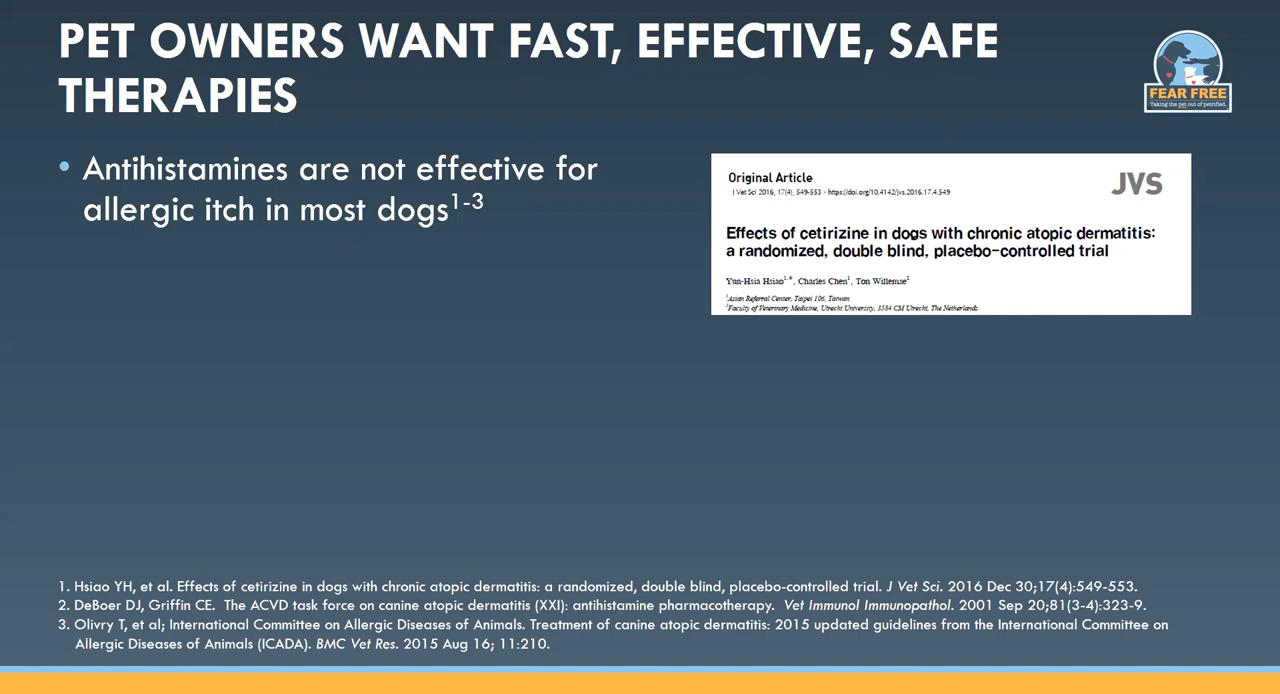 PET OWNERS WANT FAST, EFFECTIVE, SAFE
THERAPIES
FEAR FREE
Taking the pet out of petrified.
• Antihistamines are not effective for
allergic itch in most dogs1-3
Original Article
J Vet Sci 2016, 17(4), 549-553 · https://doi.org/10.4142/jvs.2016.17.4.549
JVS
Effects of cetirizine in dogs with chronic atopic dermatitis:
a randomized, double blind, placebo-controlled trial
Yun-Hsia Hsiao1,*, Charles Chen1, Ton Willemse2
1Asian Referral Center, Taipei 106, Taiwan
2Faculty of Veterinary Medicine, Utrecht University, 3584 CM Utrecht, The Netherlands
1. Hsiao YH, et al. Effects of cetirizine in dogs with chronic atopic dermatitis: a randomized, double blind, placebo-controlled trial. J Vet Sci. 2016 Dec 30;17(4):549-553.
2. DeBoer DJ, Griffin CE. The ACVD task force on canine atopic dermatitis (XXI): antihistamine pharmacotherapy. Vet Immunol Immunopathol. 2001 Sep 20;81(3-4):323-9.
3. Olivry T, et al; International Committee on Allergic Diseases of Animals. Treatment of canine atopic dermatitis: 2015 updated guidelines from the International Committee on
Allergic Diseases of Animals (ICADA). BMC Vet Res. 2015 Aug 16; 11:210.